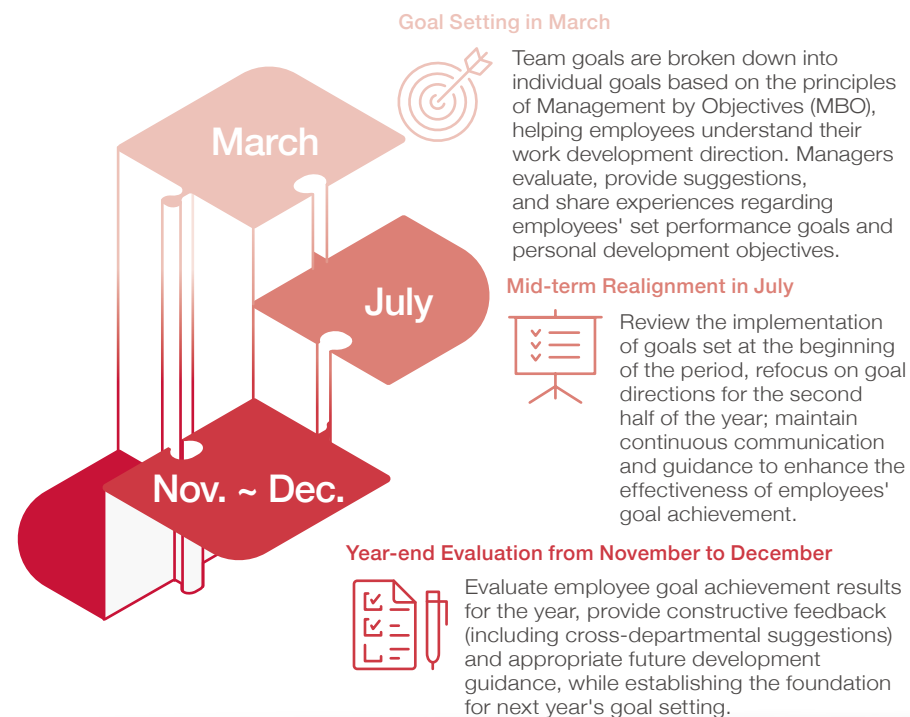 Goal Setting in March
March
Team goals are broken down into
individual goals based on the principles
of Management by Objectives (MBO),
helping employees understand their
work development direction. Managers
evaluate, provide suggestions,
and share experiences regarding
employees' set performance goals and
personal development objectives.
July
Mid-term Realignment in July
Review the implementation
of goals set at the beginning
of the period, refocus on goal
directions for the second
half of the year; maintain
continuous communication
and guidance to enhance the
effectiveness of employees'
goal achievement.
Nov. ~ Dec.
Year-end Evaluation from November to December
Evaluate employee goal achievement results
for the year, provide constructive feedback
(including cross-departmental suggestions)
and appropriate future development
guidance, while establishing the foundation
for next year's goal setting.